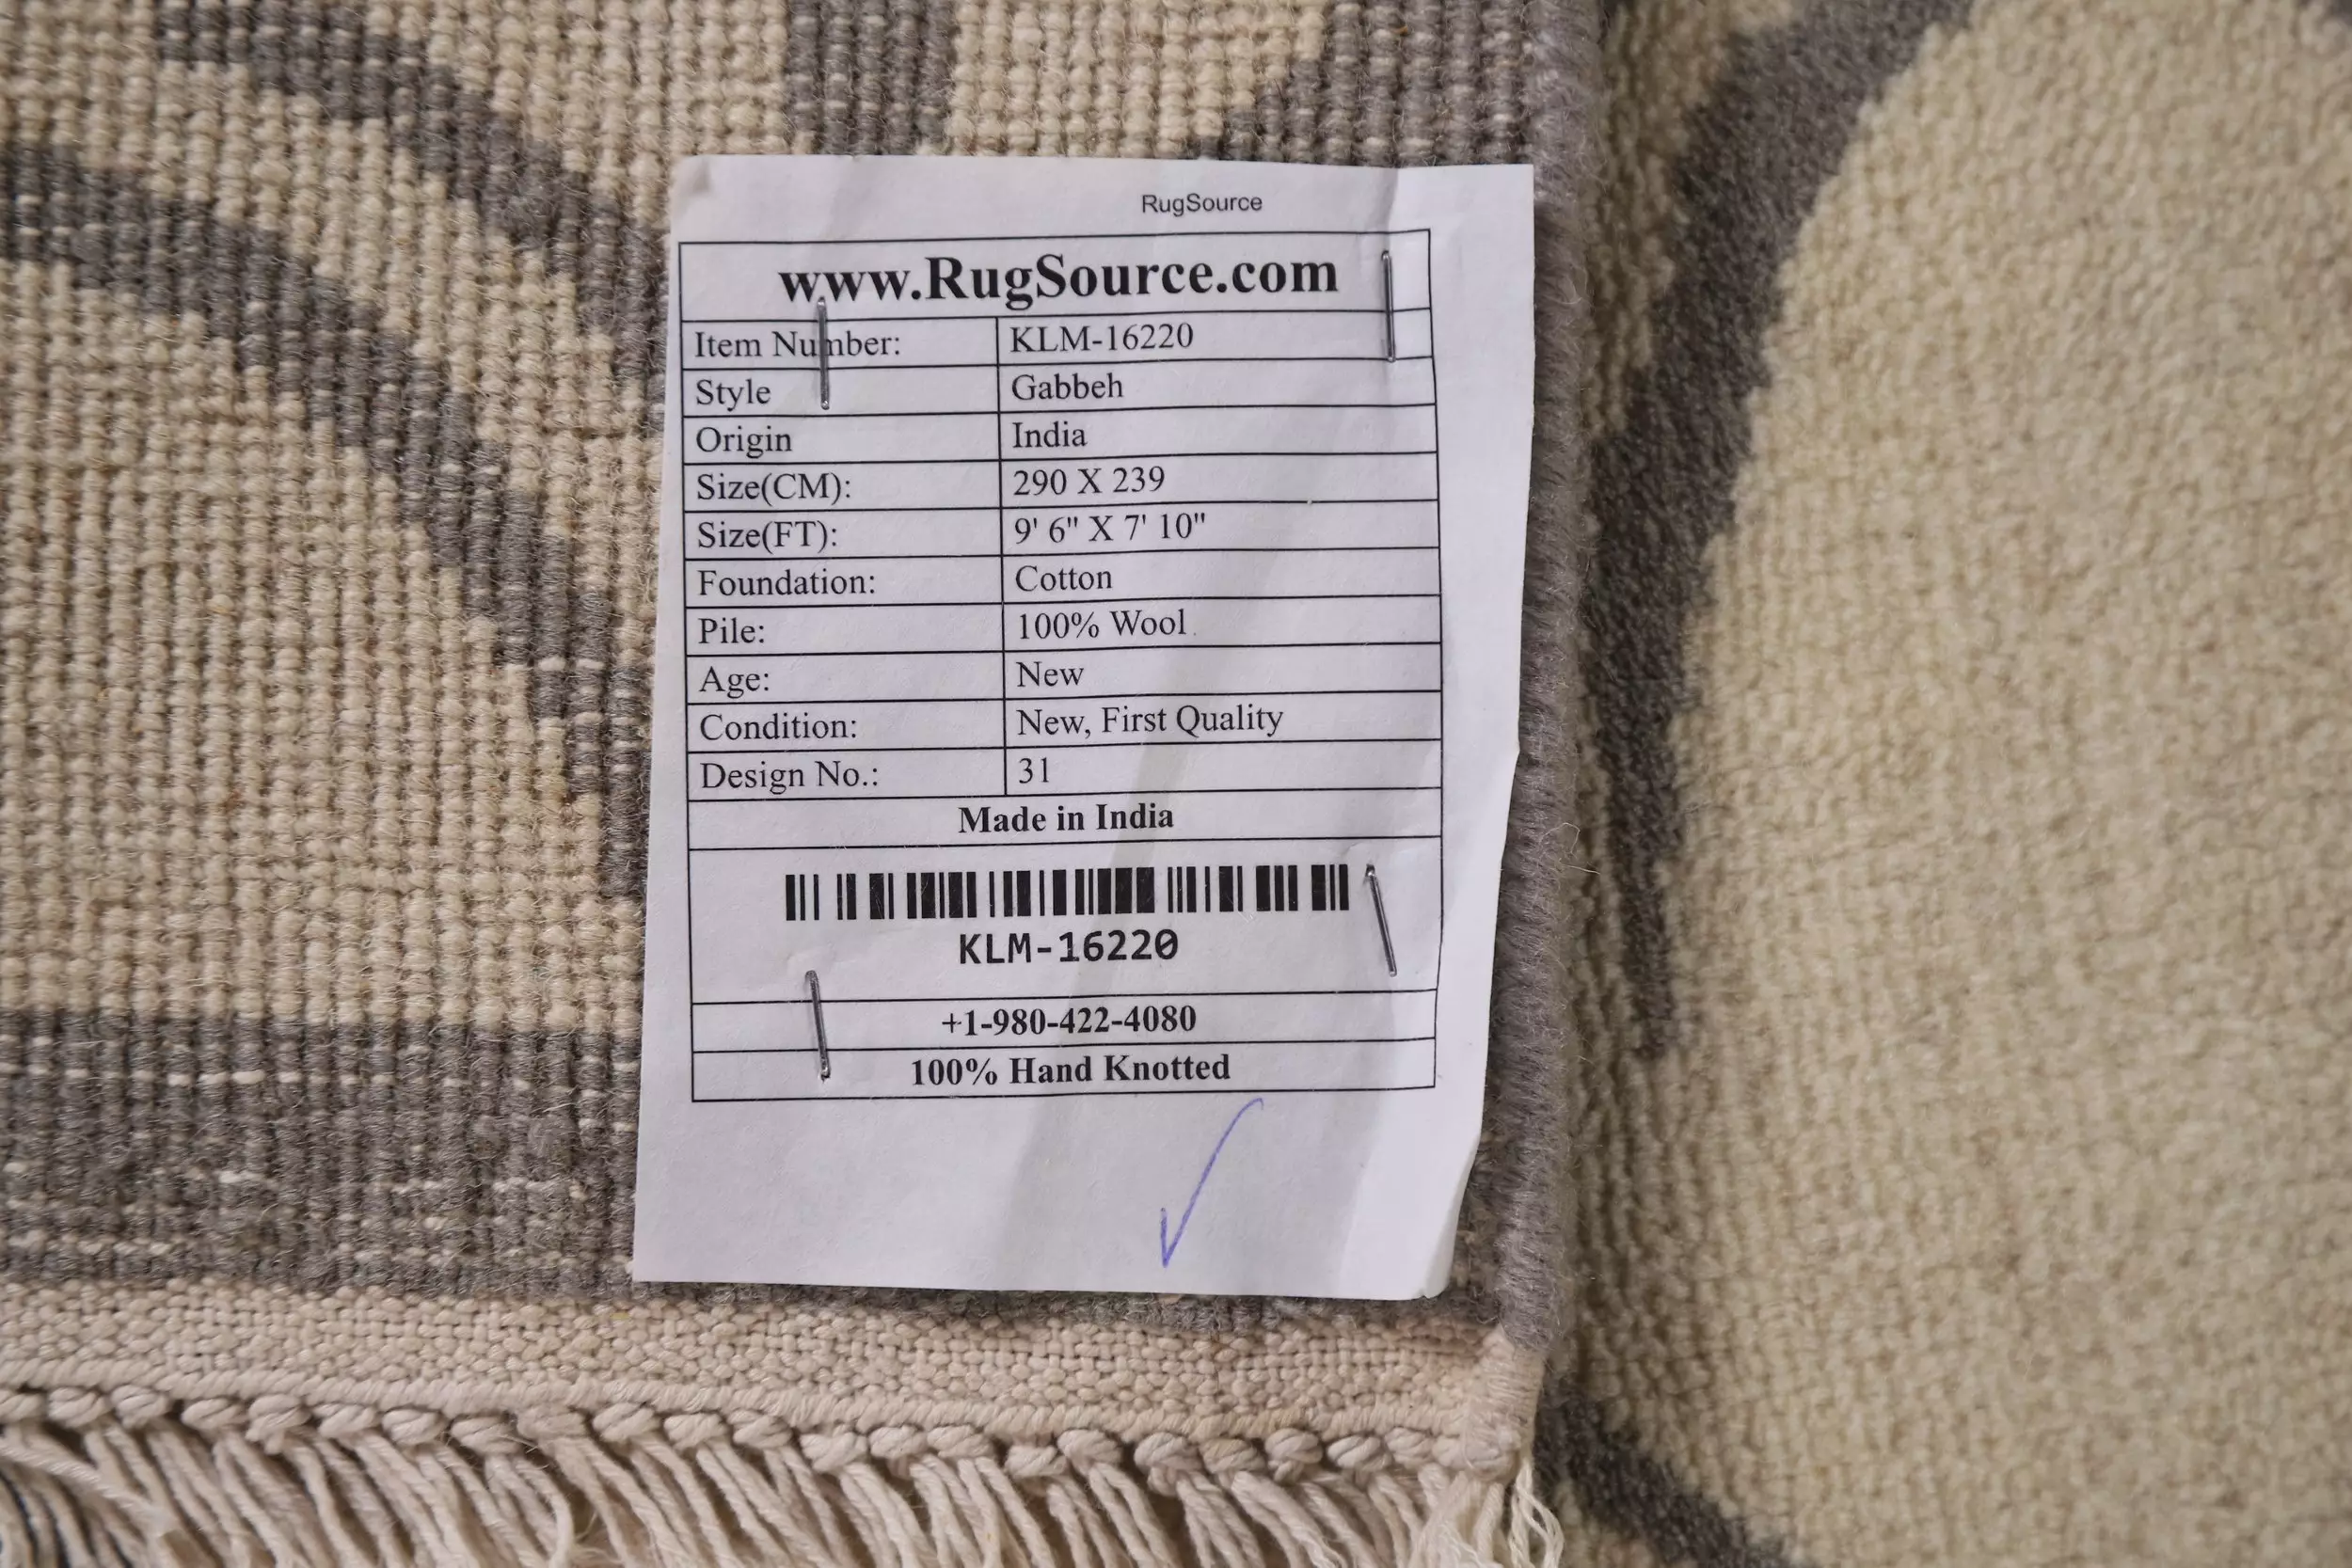 RugSource
www.RugSource.com
Item Number: KLM-16220
Style Gabbeh
Origin India
Size(CM): 290 X 239
Size(FT): 9' 6" X 7' 10"
Foundation: Cotton
Pile: 100% Wool
Age: New
Condition: New, First Quality
Design No.: 31
Made in India
KLM-16220
+1-980-422-4080
100% Hand Knotted